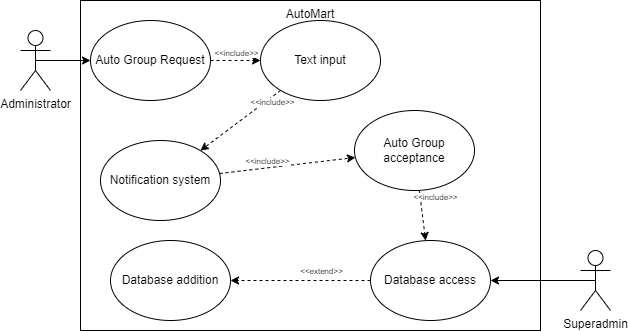 AutoMart
Auto Group Request
<<include>>
Text input
Administrator
<<include>>
Auto Group
acceptance
<<include>>
Notification system
<<include>>
Database addition
<<extend>>
Database access
Superadmin